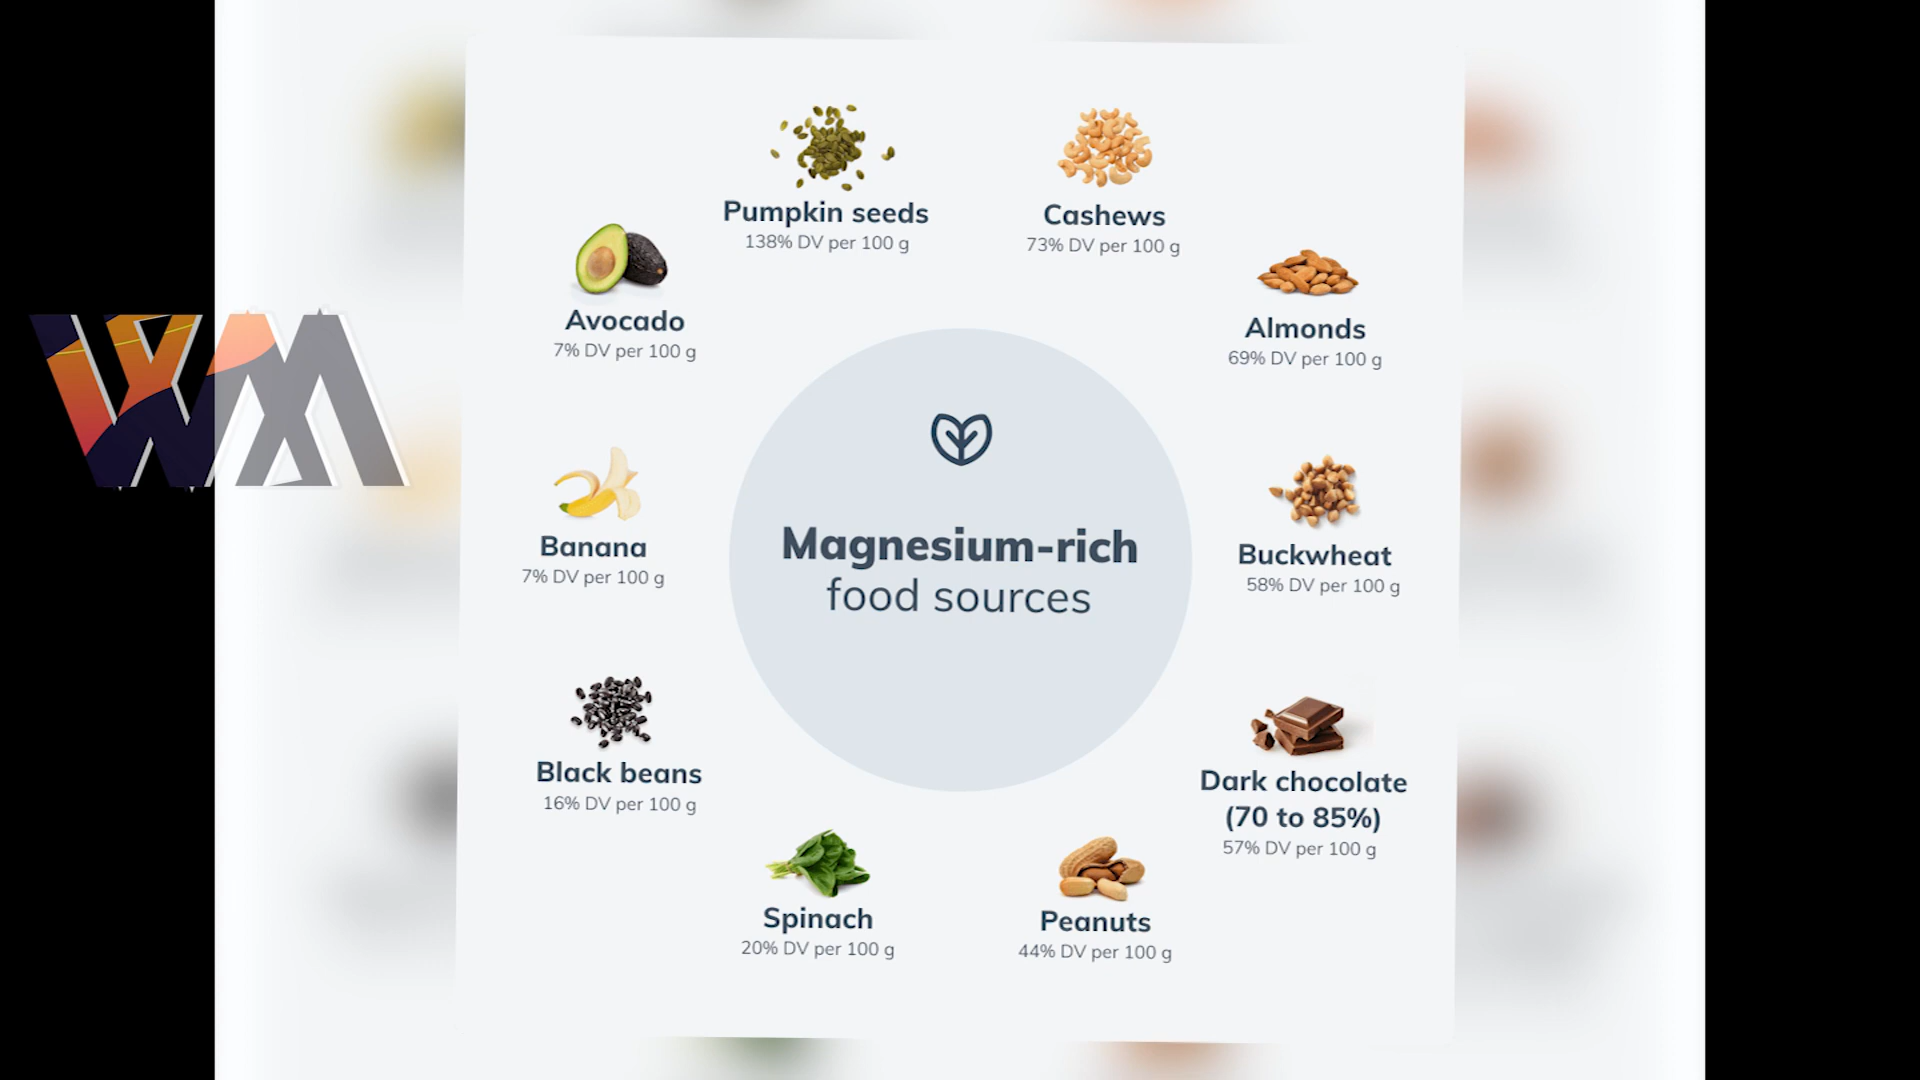 Pumpkin seeds
138% DV per 100 g
Cashews
73% DV per 100 g
Avocado
7% DV per 100 g
Almonds
69% DV per 100 g
WM
Magnesium-rich
food sources
Banana
7% DV per 100 g
Buckwheat
58% DV per 100 g
Black beans
16% DV per 100 g
Dark chocolate
(70 to 85%)
57% DV per 100 g
Spinach
20% DV per 100 g
Peanuts
44% DV per 100 g